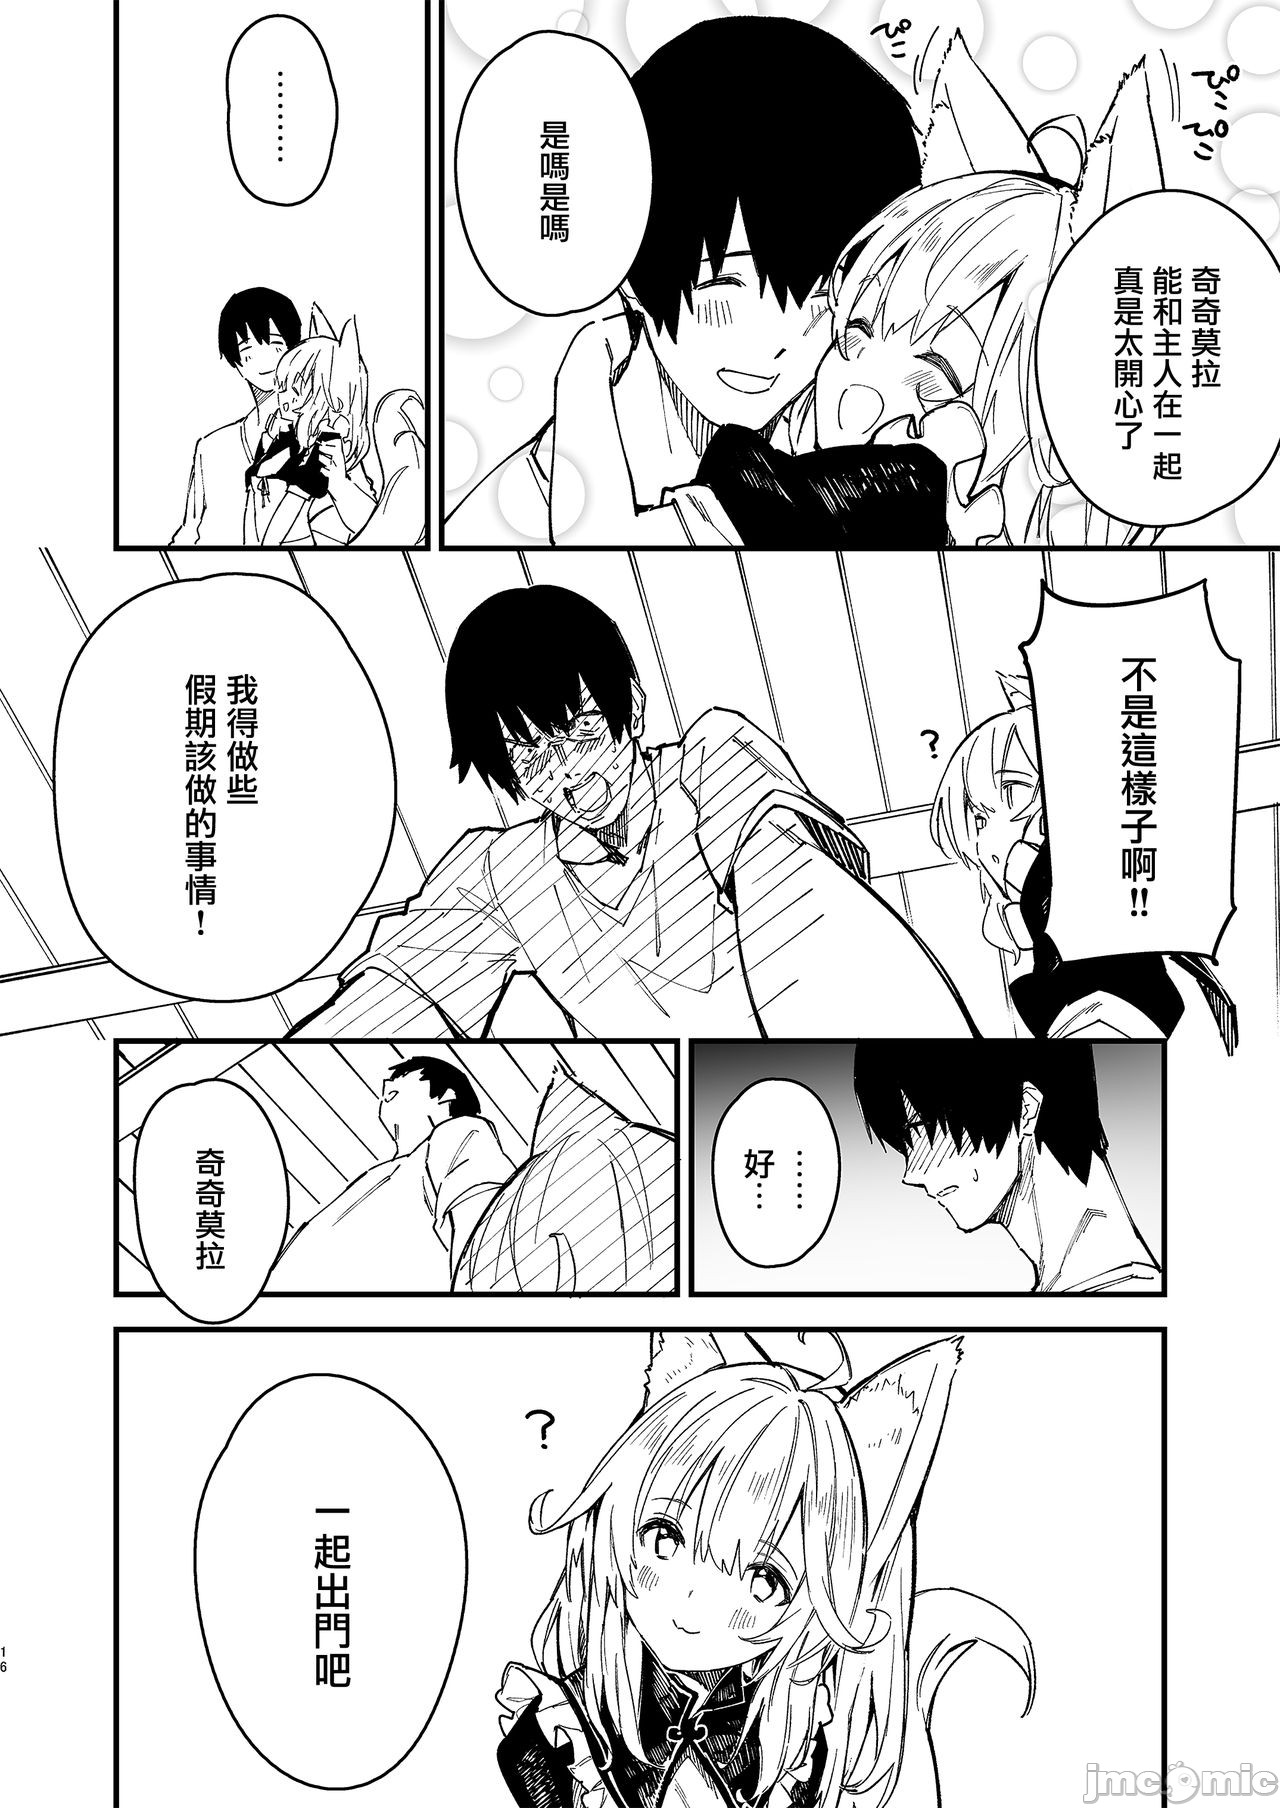 奇奇莫拉
能和主人在一起
真是太開心了
ぴこ
ぴこ
ぴこ
ぴこ
是嗎是嗎
………
不是這樣子啊!!
?
我得做些
假期該做的事情！
……
好…
奇奇莫拉
?
一起出門吧
16
jmcomic